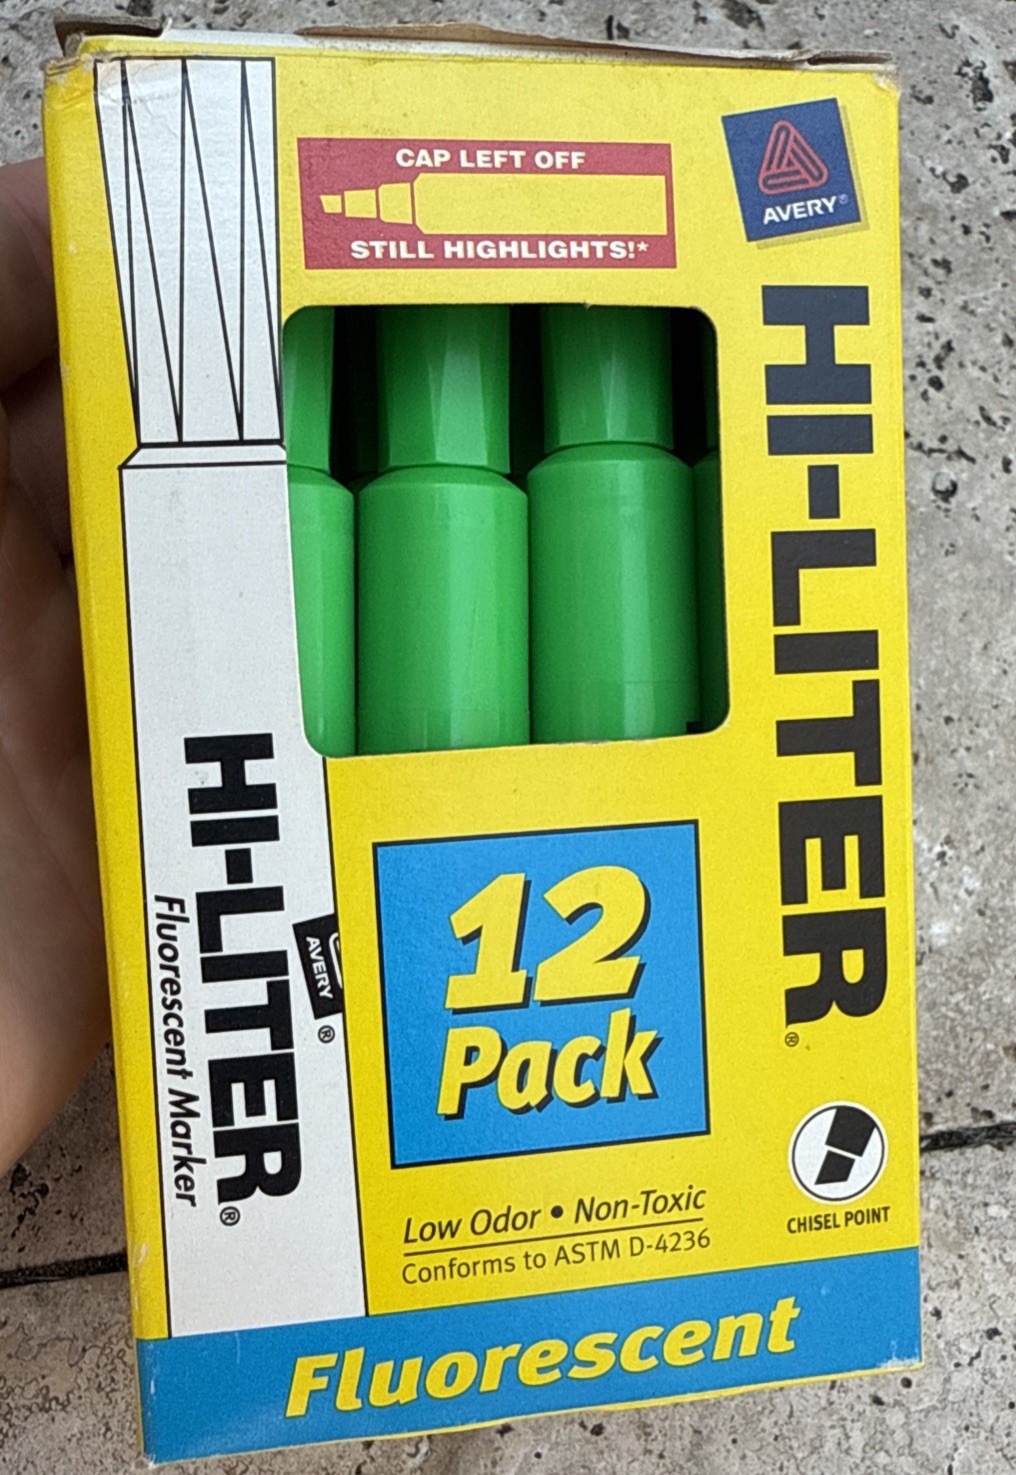 CAP LEFT OFF
STILL HIGHLIGHTS!*
AVERY®
HI-LITER®
HI-LITER®
Fluorescent Marker
AVERY®
12
Pack
Low Odor • Non-Toxic
Conforms to ASTM D-4236
CHISEL POINT
Fluorescent